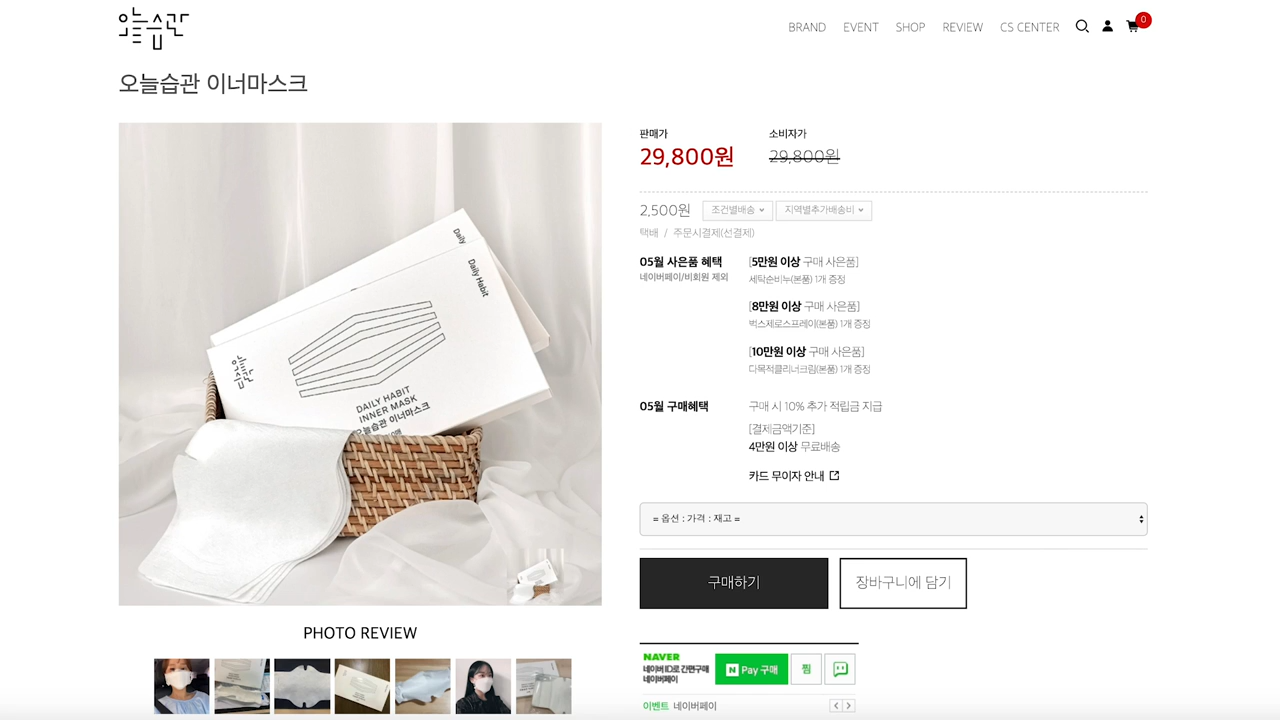 오늘습관
BRAND EVENT SHOP REVIEW CS CENTER 0
오늘습관 이너마스크
판매가 소비자가
29,800원 29,800원
2,500원 조건별배송 지역별추가배송비
택배 / 주문시결제(선결제)
05월 사은품 혜택 [5만원 이상 구매 사은품]
네이버페이/비회원 제외 세탁순비누(본품) 1개 증정
[8만원 이상 구매 사은품]
벅스제로스프레이(본품) 1개 증정
[10만원 이상 구매 사은품]
다목적클리너크림(본품) 1개 증정
05월 구매혜택 구매 시 10% 추가 적립금 지급
[결제금액기준]
4만원 이상 무료배송
카드 무이자 안내
= 옵션 : 가격 : 재고 =
구매하기 장바구니에 담기
Daily
Daily Habit
오늘습관
DAILY HABIT
INNER MASK
오늘습관 이너마스크
PHOTO REVIEW
NAVER
네이버 ID로 간편구매
네이버페이
N Pay 구매 찜
이벤트 네이버페이